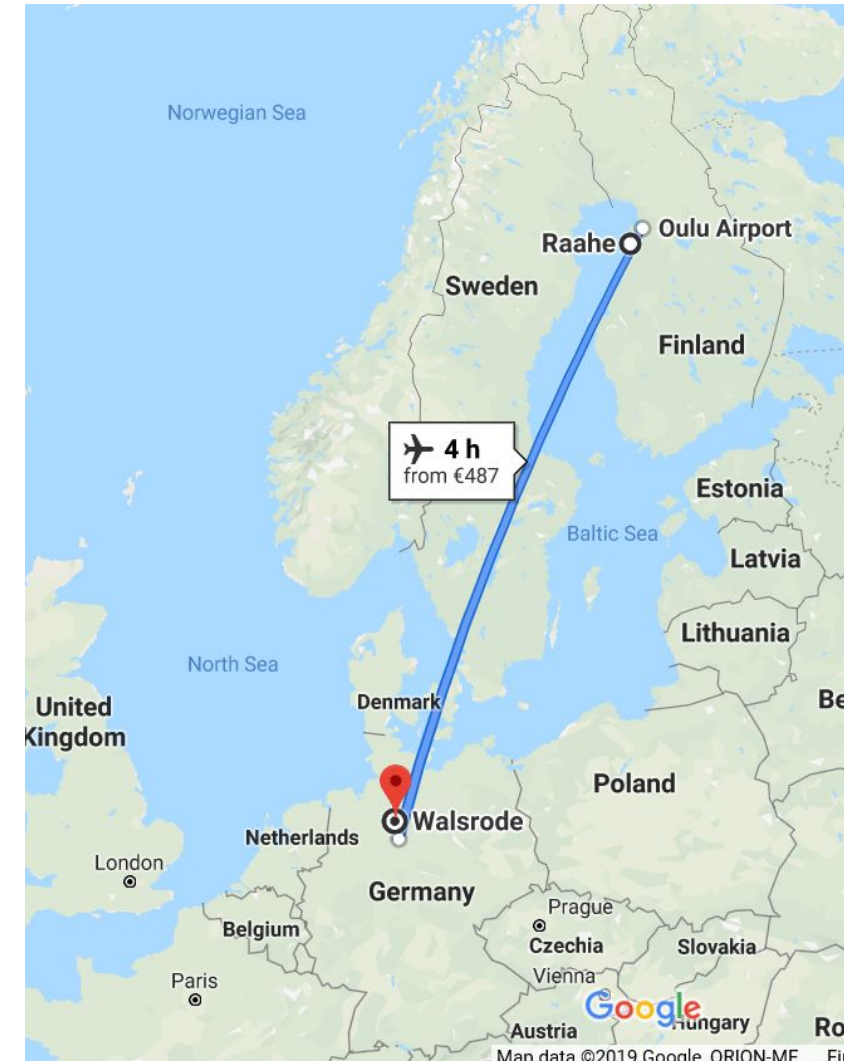 Norwegian Sea
Oulu Airport
Raahe
Sweden
Finland
4 h
from €487
Estonia
Baltic Sea
Latvia
Lithuania
North Sea
United
Kingdom
Denmark
Be
Poland
Walsrode
Netherlands
London
Germany
Prague
Belgium
Czechia
Slovakia
Vienna
Paris
Google
Hungary
Austria
Ro
Map data ©2019 Google, ORION-ME